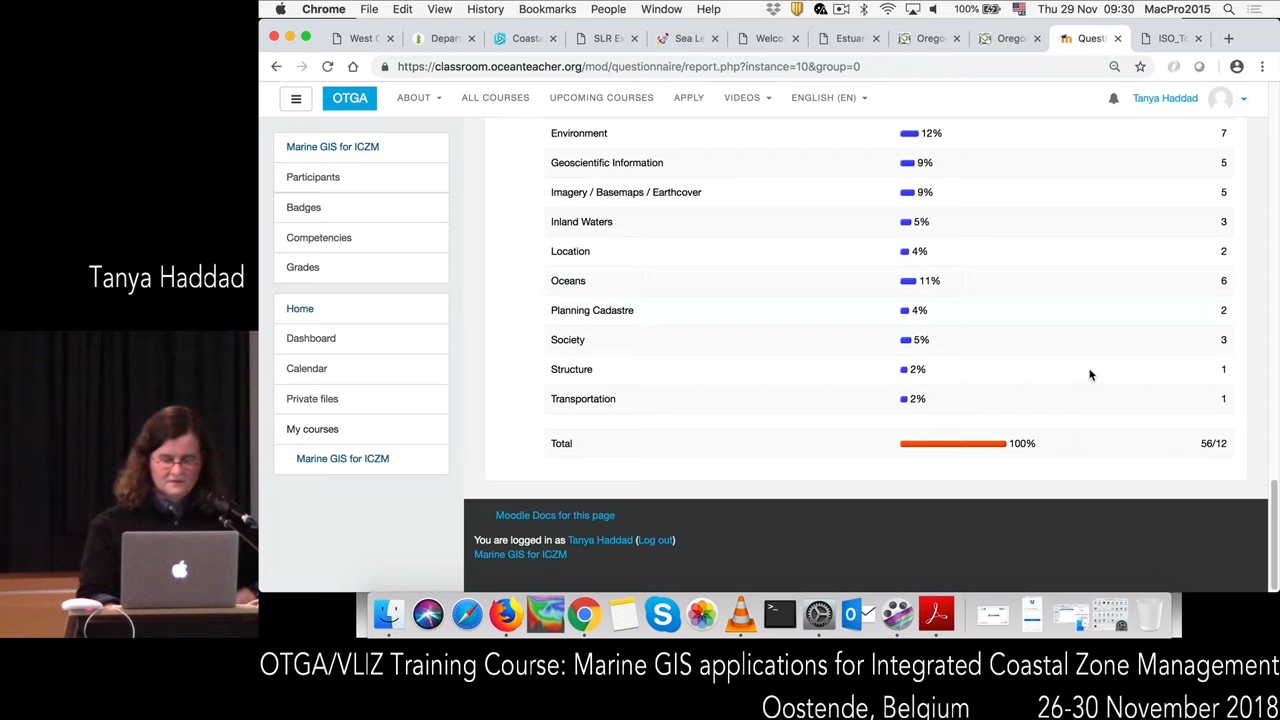 Chrome File Edit View History Bookmarks People Window Help 100% Thu 29 Nov 09:30 MacPro2015
West C Depart Coasta SLR Ex Sea Le Welco Estuar Orego Orego Questi ISO_To
https://classroom.oceanteacher.org/mod/questionnaire/report.php?instance=10&group=0
OTGA ABOUT ALL COURSES UPCOMING COURSES APPLY VIDEOS ENGLISH (EN) Tanya Haddad
Marine GIS for ICZM
Participants
Badges
Competencies
Grades
Home
Dashboard
Calendar
Private files
My courses
Marine GIS for ICZM
Environment 12% 7
Geoscientific Information 9% 5
Imagery / Basemaps / Earthcover 9% 5
Inland Waters 5% 3
Location 4% 2
Oceans 11% 6
Planning Cadastre 4% 2
Society 5% 3
Structure 2% 1
Transportation 2% 1
Total 100% 56/12
Moodle Docs for this page
You are logged in as Tanya Haddad (Log out)
Marine GIS for ICZM
Tanya Haddad
OTGA/VLIZ Training Course: Marine GIS applications for Integrated Coastal Zone Management
Oostende, Belgium 26-30 November 2018